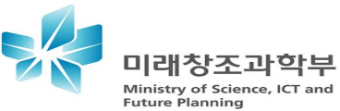 미래창조과학부
Ministry of Science, ICT and
Future Planning